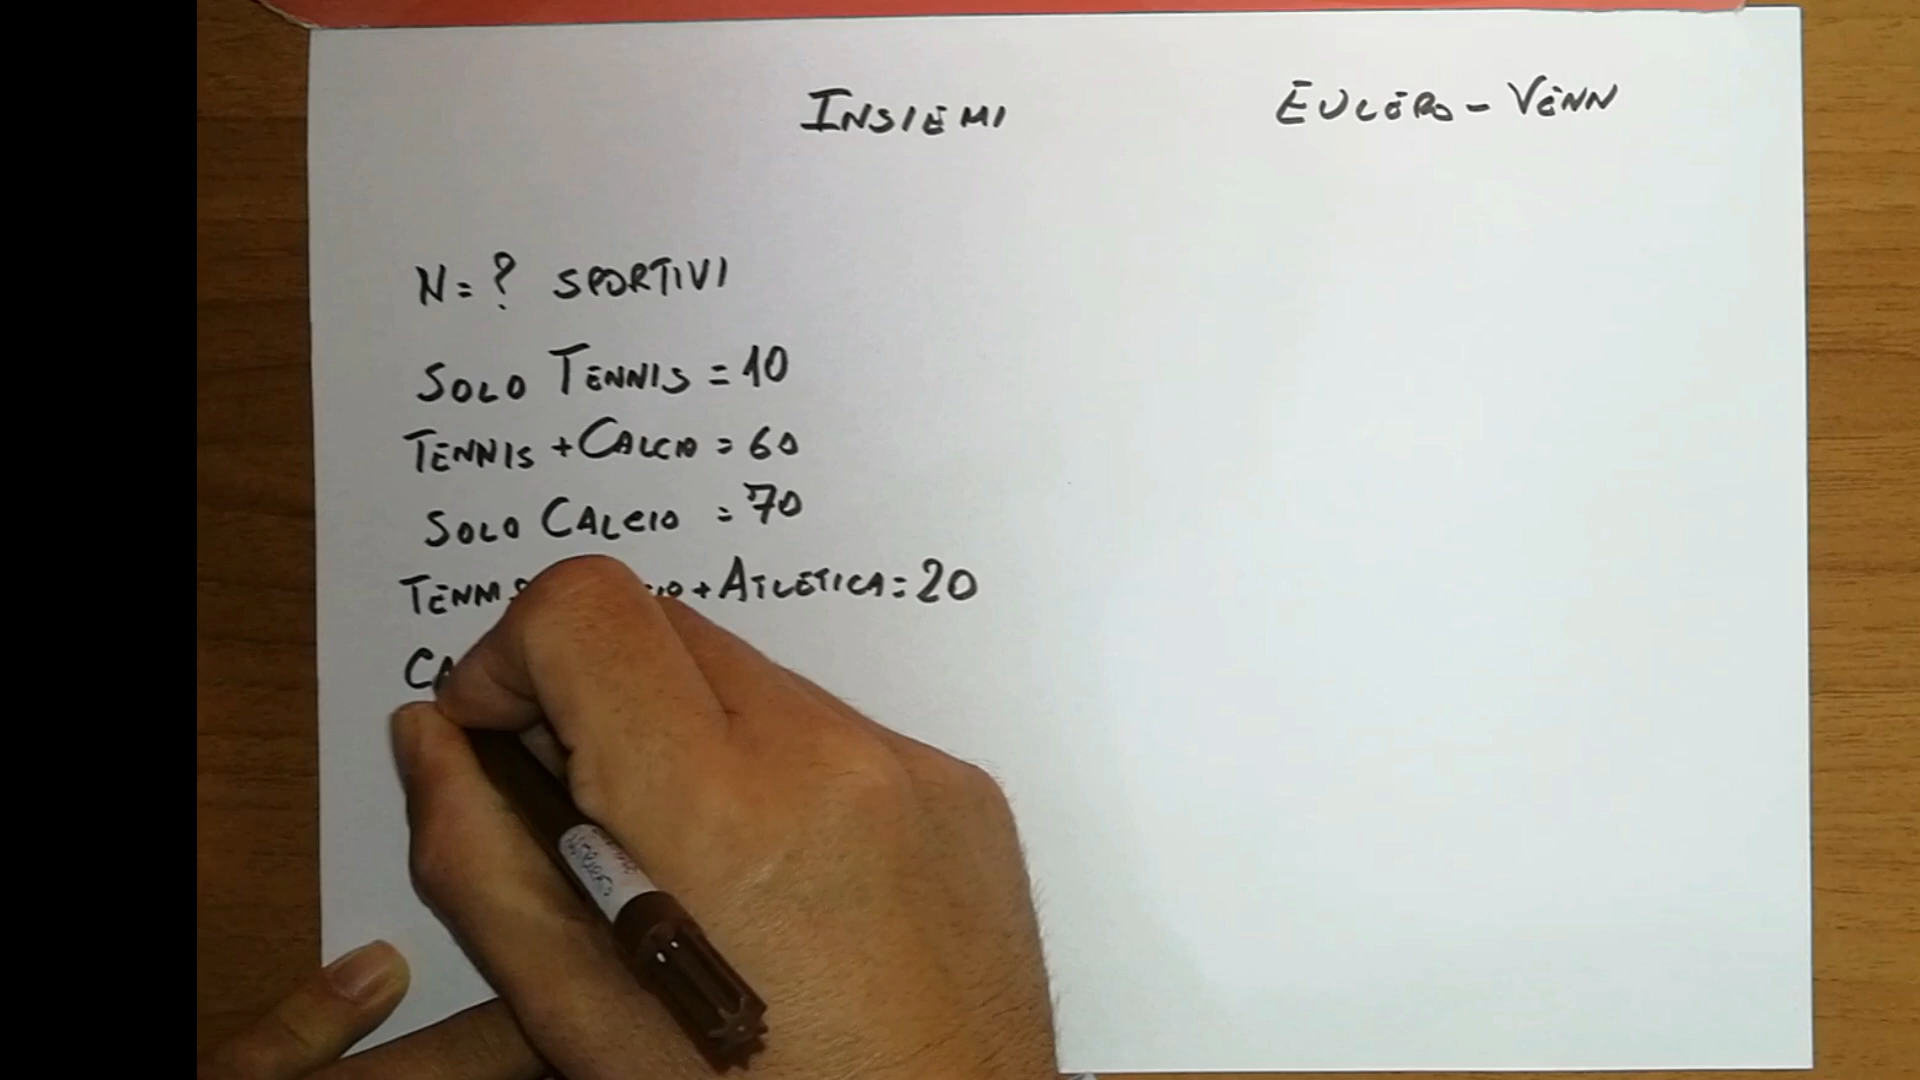 INSIEMI
EULERO - VENN
N = ? SPORTIVI
SOLO TENNIS = 10
TENNIS + CALCIO = 60
SOLO CALCIO = 70
+ ATLETICA = 20